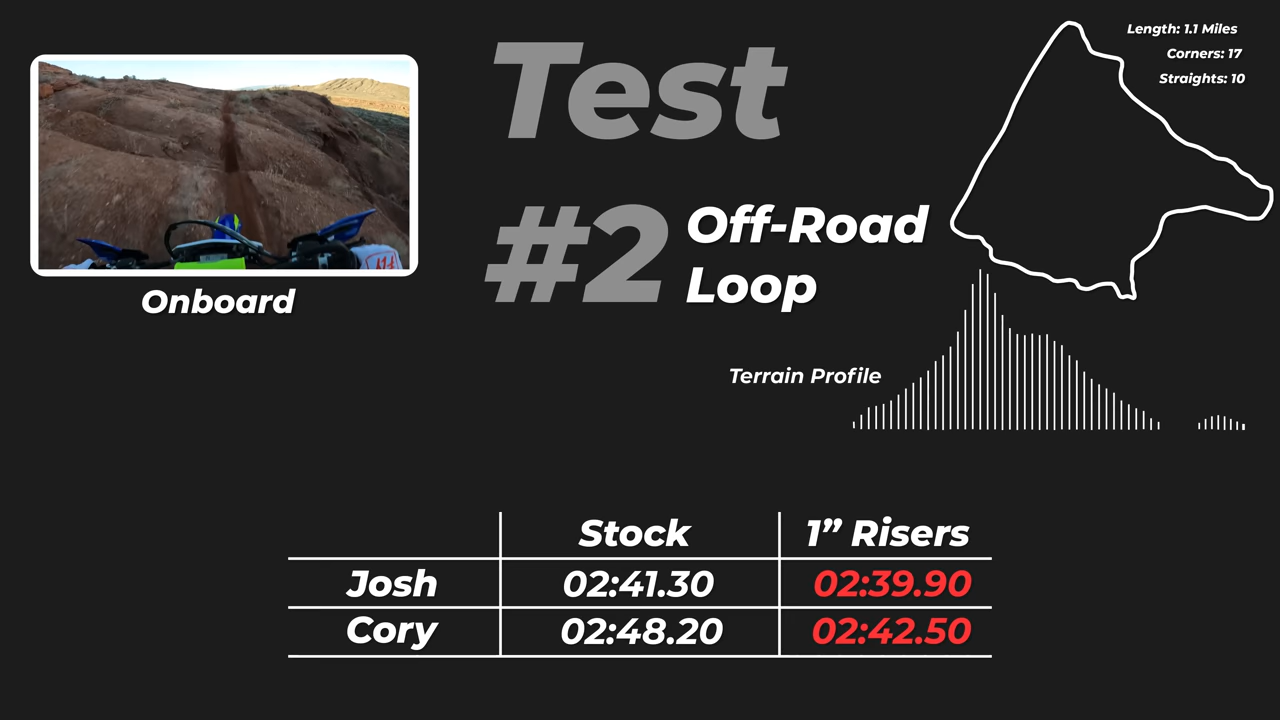 Test
#2
Off-Road
Loop
Length: 1.1 Miles
Corners: 17
Straights: 10
Onboard
Terrain Profile
Stock 1” Risers
Josh 02:41.30 02:39.90
Cory 02:48.20 02:42.50